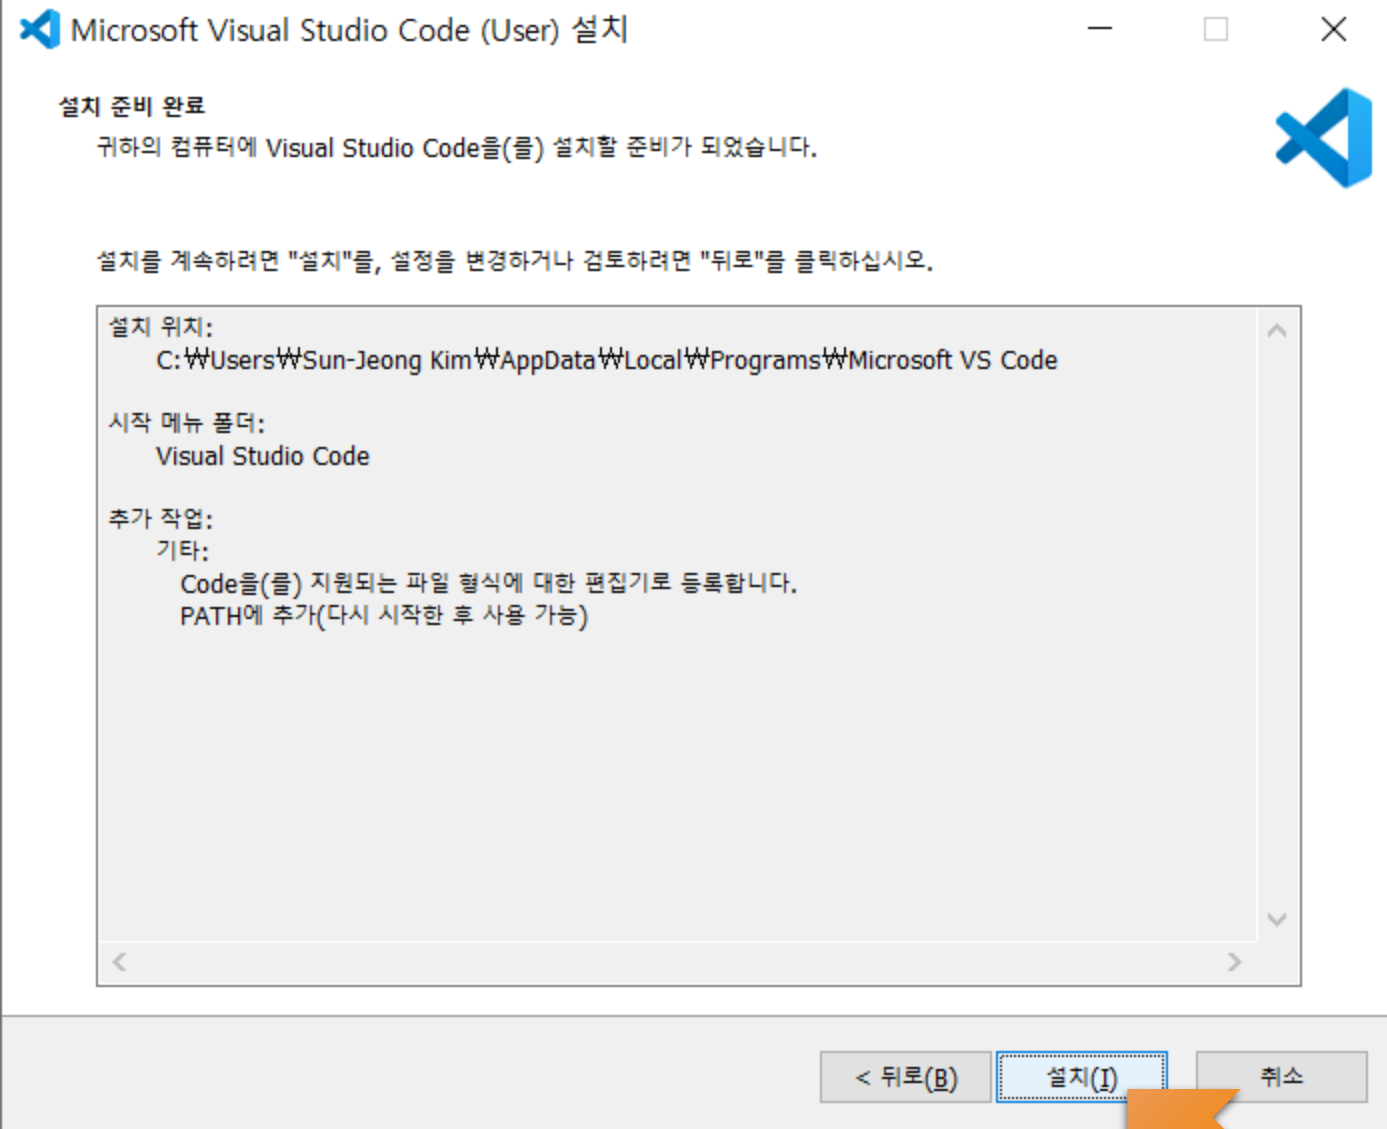 Microsoft Visual Studio Code (User) 설치
설치 준비 완료
귀하의 컴퓨터에 Visual Studio Code을(를) 설치할 준비가 되었습니다.
설치를 계속하려면 "설치"를, 설정을 변경하거나 검토하려면 "뒤로"를 클릭하십시오.
설치 위치:
C:₩Users₩Sun-Jeong Kim₩AppData₩Local₩Programs₩Microsoft VS Code
시작 메뉴 폴더:
Visual Studio Code
추가 작업:
기타:
Code을(를) 지원되는 파일 형식에 대한 편집기로 등록합니다.
PATH에 추가(다시 시작한 후 사용 가능)
< 뒤로(B) 설치(I) 취소